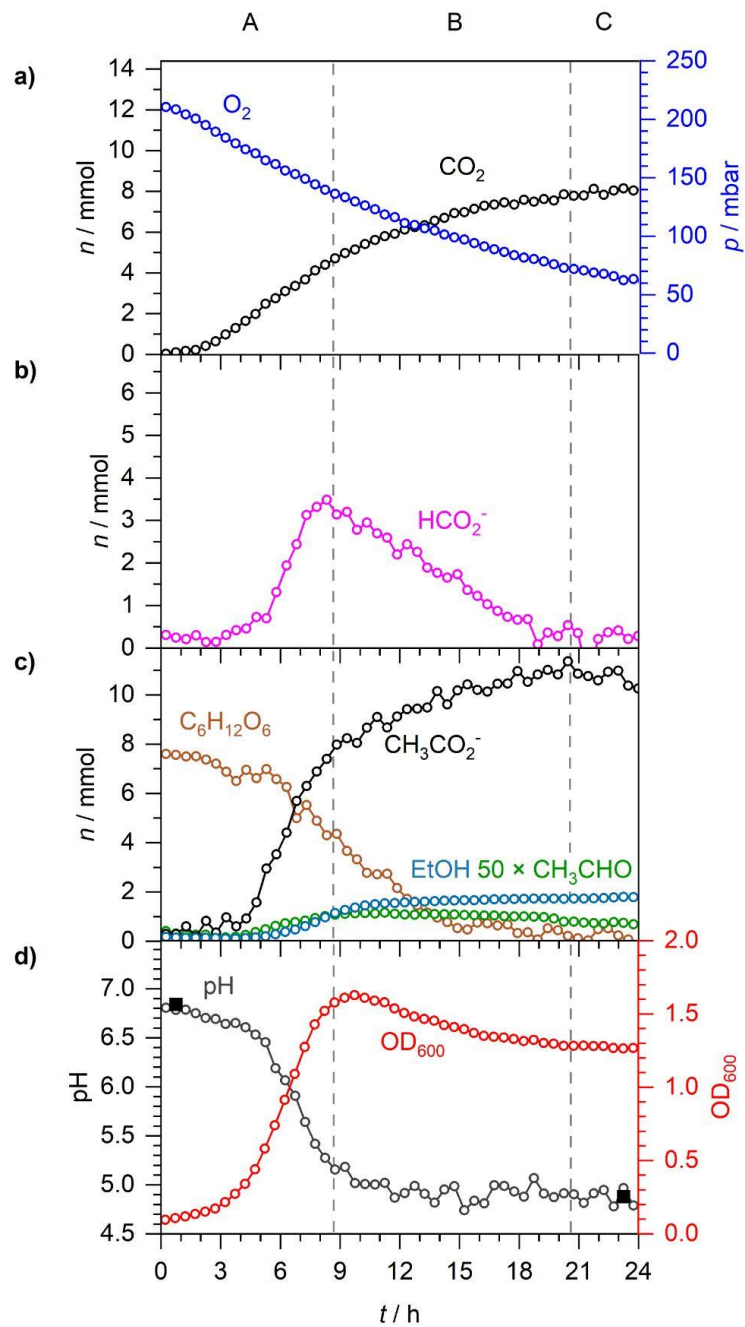 A B C
a)
14
12
10
8
6
4
2
0
n / mmol
O₂
CO₂
250
200
150
100
50
0
p / mbar
b)
6
5
4
3
2
1
0
n / mmol
HCO₂⁻
c)
10
8
6
4
2
0
n / mmol
C₆H₁₂O₆
CH₃CO₂⁻
EtOH 50 × CH₃CHO
d)
7.0
6.5
6.0
5.5
5.0
4.5
pH
pH
OD₆₀₀
2.0
1.5
1.0
0.5
0.0
OD₆₀₀
0 3 6 9 12 15 18 21 24
t / h